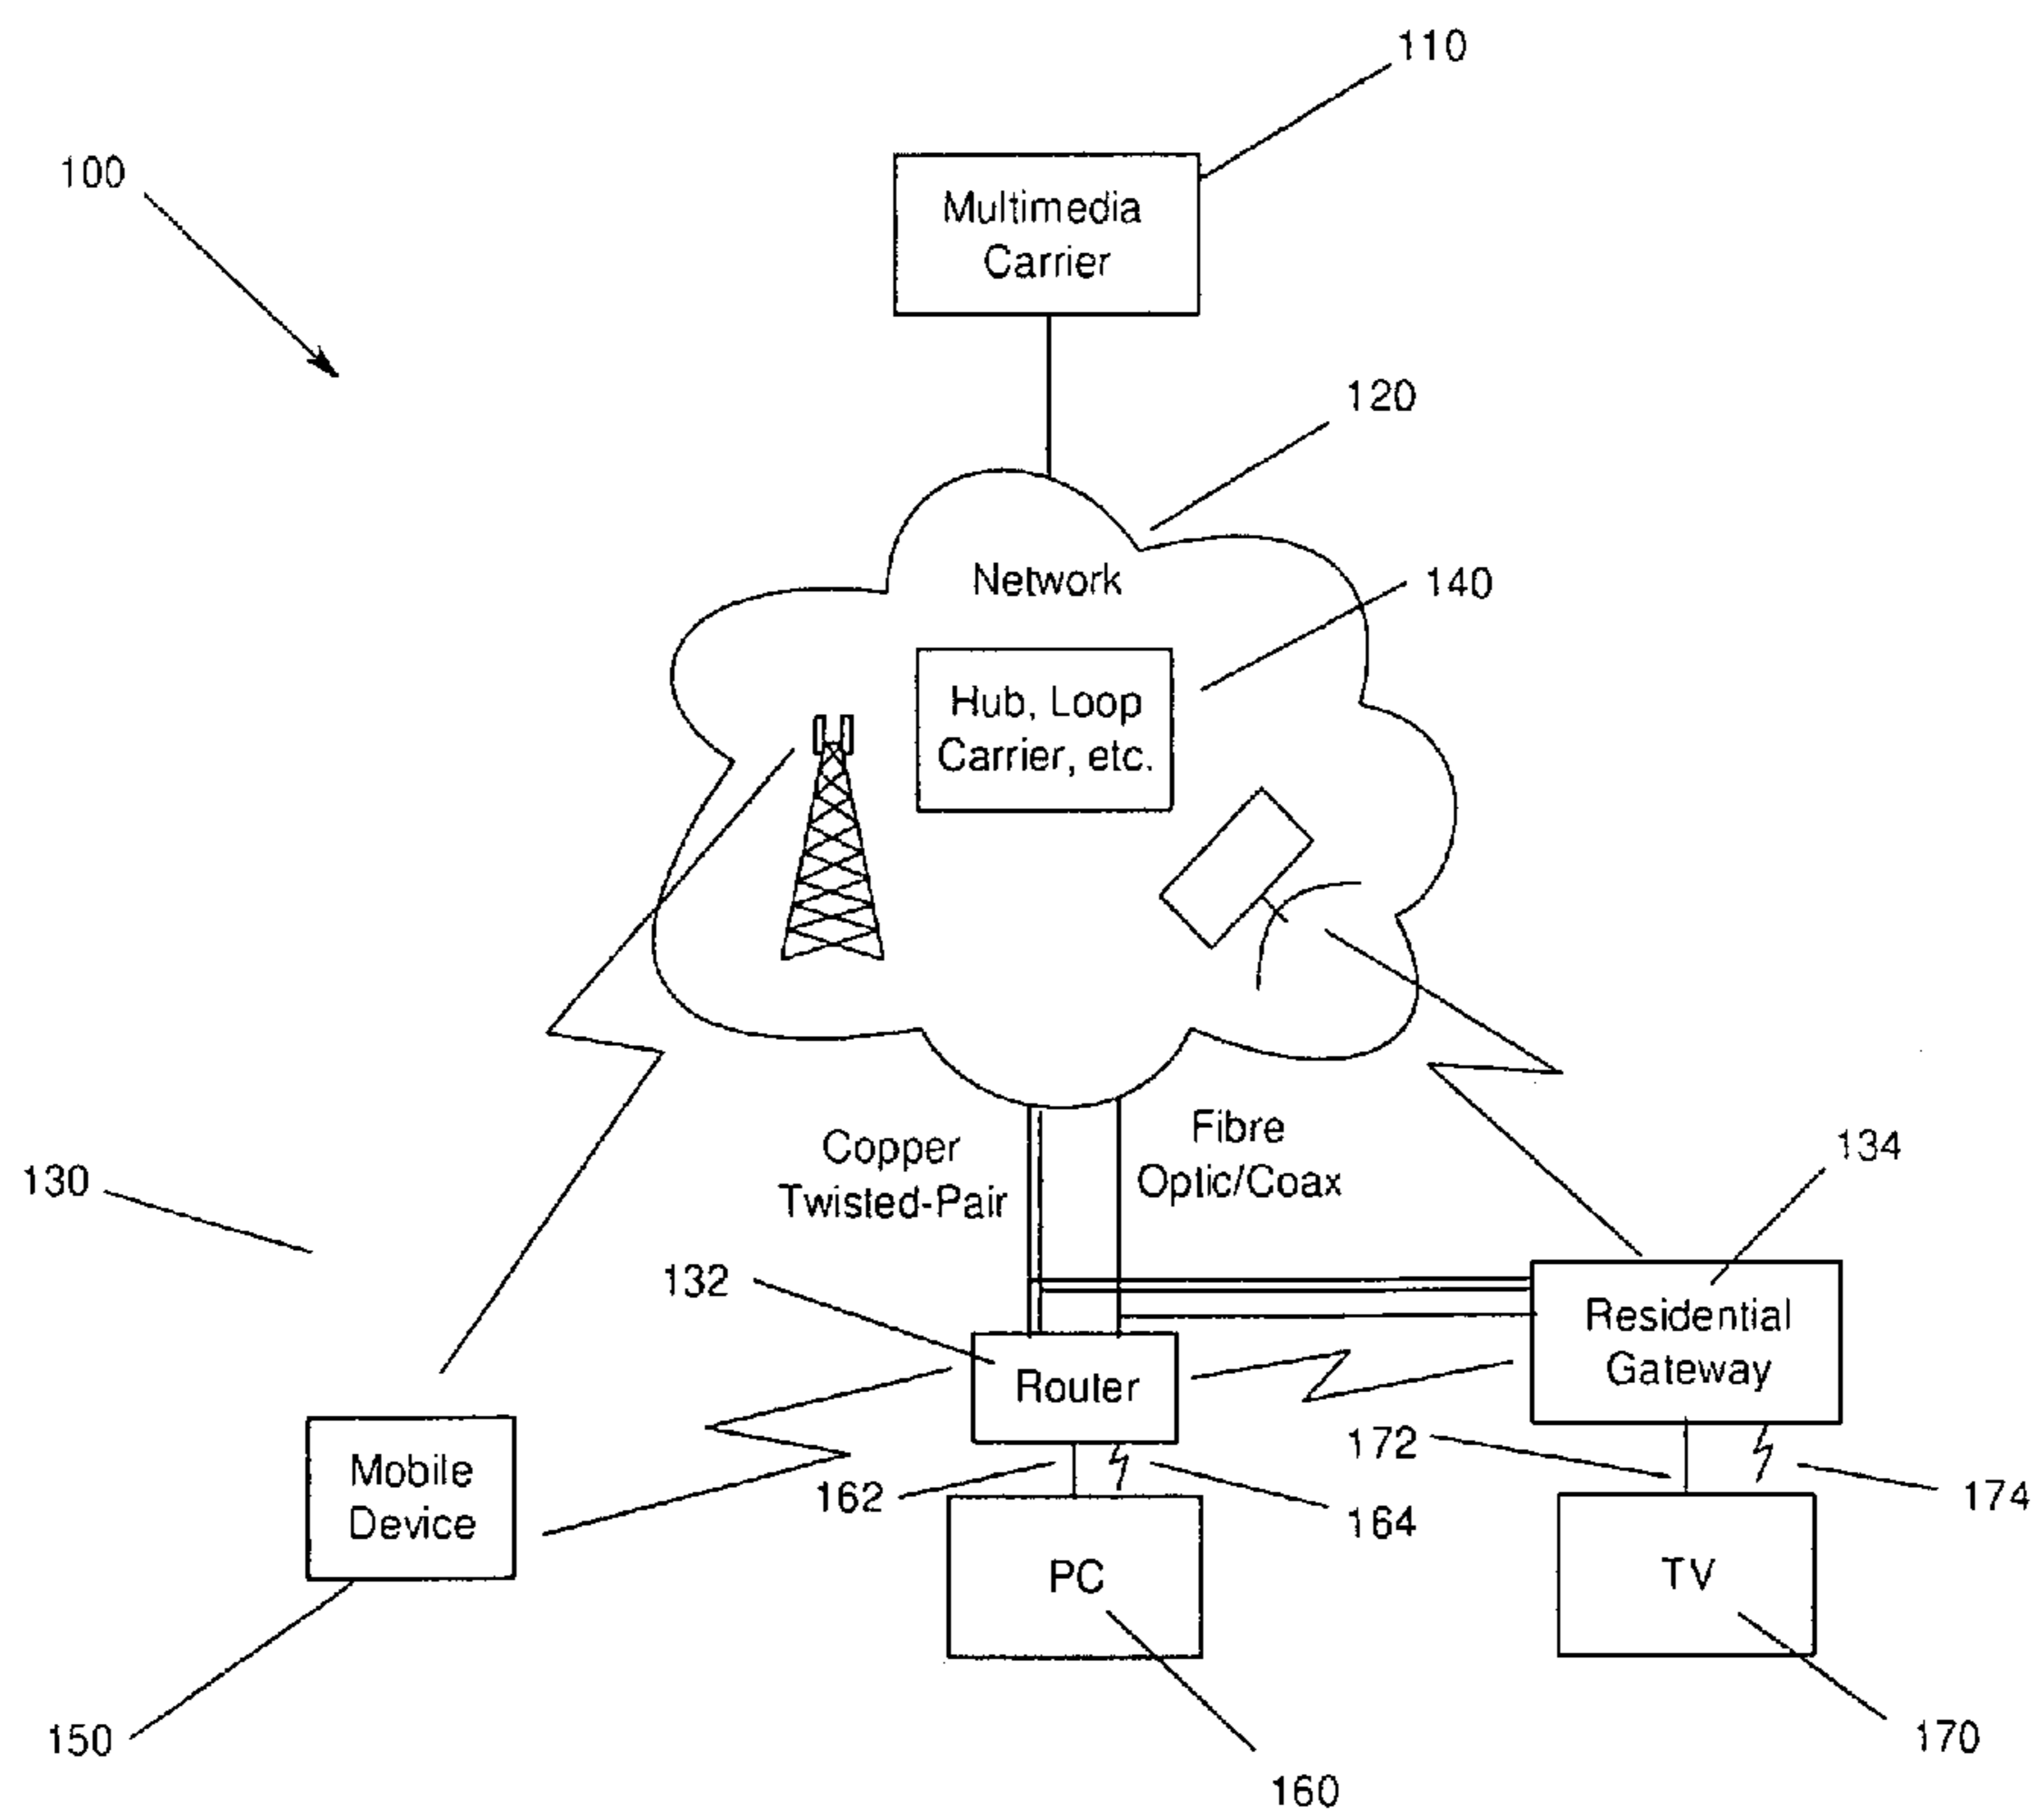 110
100
Multimedia
Carrier
120
Network
140
Hub, Loop
Carrier, etc.
Copper
Twisted-Pair
Fibre
Optic/Coax
134
130
132
Residential
Gateway
Router
172
Mobile
Device
162
164
174
PC
TV
150
170
160